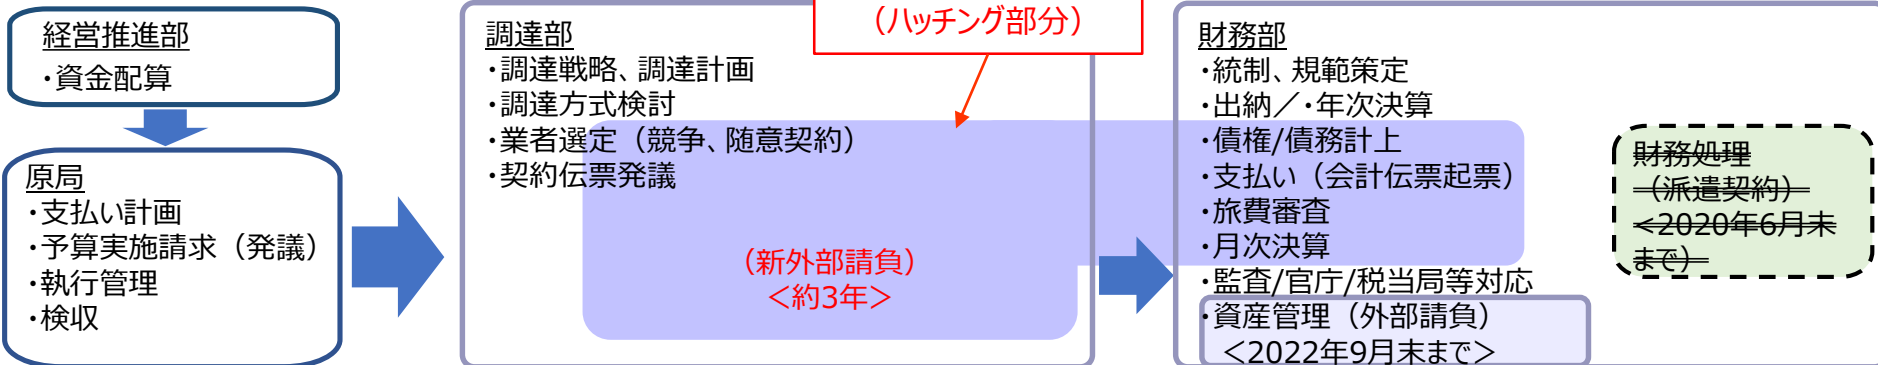 経営推進部
・資金配算
原局
・支払い計画
・予算実施請求（発議）
・執行管理
・検収
調達部
・調達戦略、調達計画
・調達方式検討
・業者選定（競争、随意契約）
・契約伝票発議
（新外部請負）
＜約3年＞
（ハッチング部分）
財務部
・統制、規範策定
・出納／・年次決算
・債権/債務計上
・支払い（会計伝票起票）
・旅費審査
・月次決算
・監査/官庁/税当局等対応
・資産管理（外部請負）
＜2022年9月末まで＞
財務処理
（派遣契約）
<2020年6月末
まで）